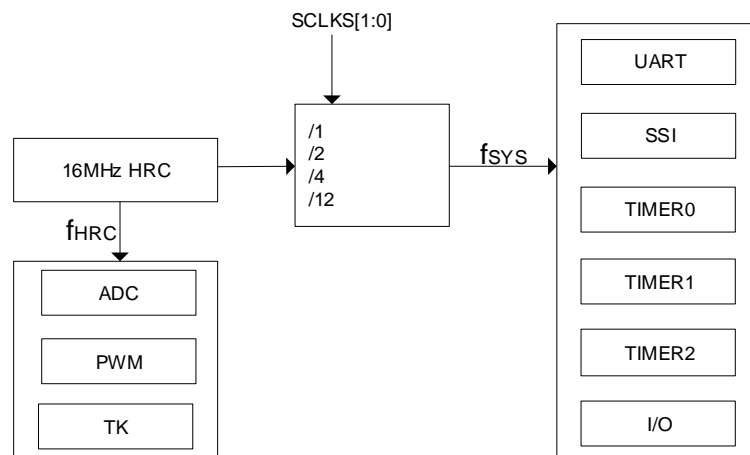 SCLKS[1:0]
16MHz HRC
fHRC
ADC
PWM
TK
/1
/2
/4
/12
fSYS
UART
SSI
TIMER0
TIMER1
TIMER2
I/O